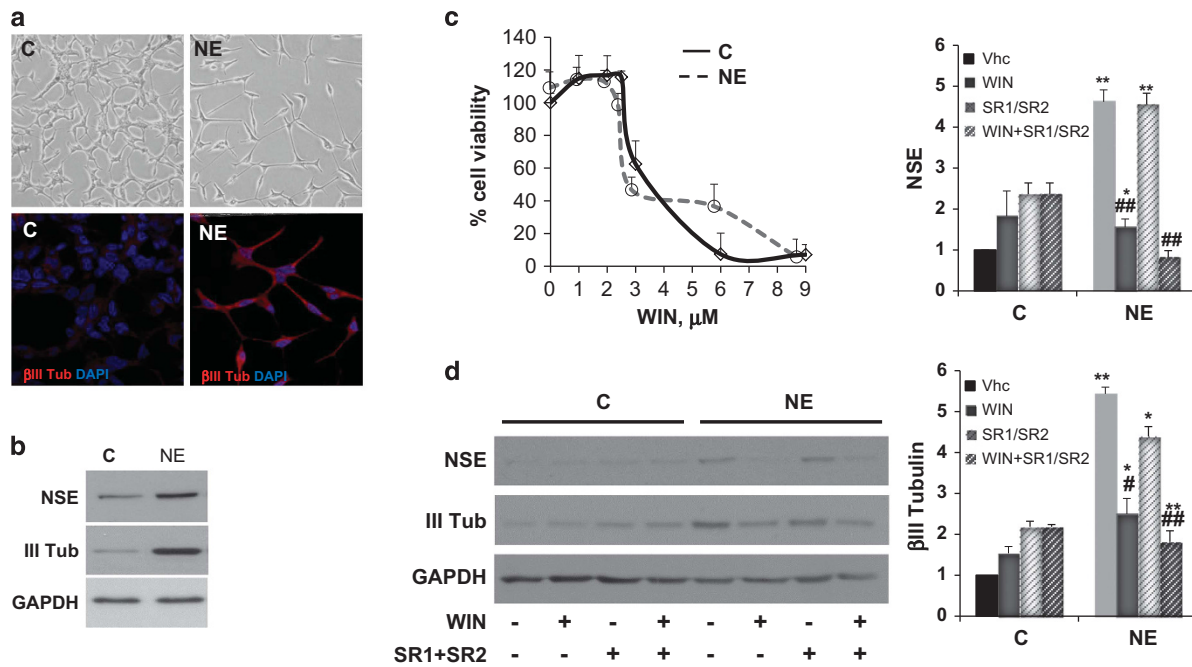 a
C
NE
C
βIII Tub DAPI
NE
βIII Tub DAPI
b
C NE
NSE
III Tub
GAPDH
c
% cell viability
140
120
100
80
60
40
20
0
0 1 2 3 4 5 6 7 8 9
WIN, μM
C
NE
NSE
6
5
4
3
2
1
0
Vhc
WIN
SR1/SR2
WIN+SR1/SR2
**
*
##
**
##
C NE
d
C NE
NSE
III Tub
GAPDH
WIN - + - + - + - +
SR1+SR2 - - + + - - + +
βIII Tubulin
6
5
4
3
2
1
0
Vhc
WIN
SR1/SR2
WIN+SR1/SR2
**
*
#
*
**
##
C NE